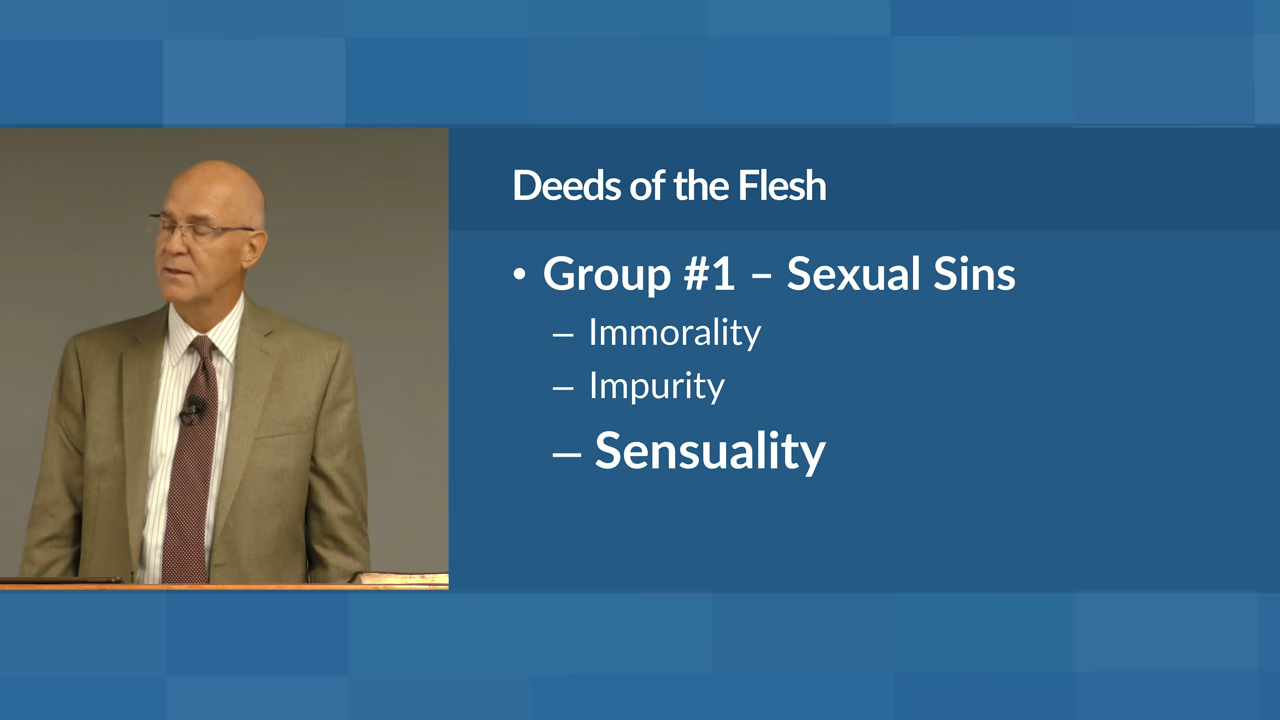 Deeds of the Flesh
• Group #1 – Sexual Sins
– Immorality
– Impurity
– Sensuality